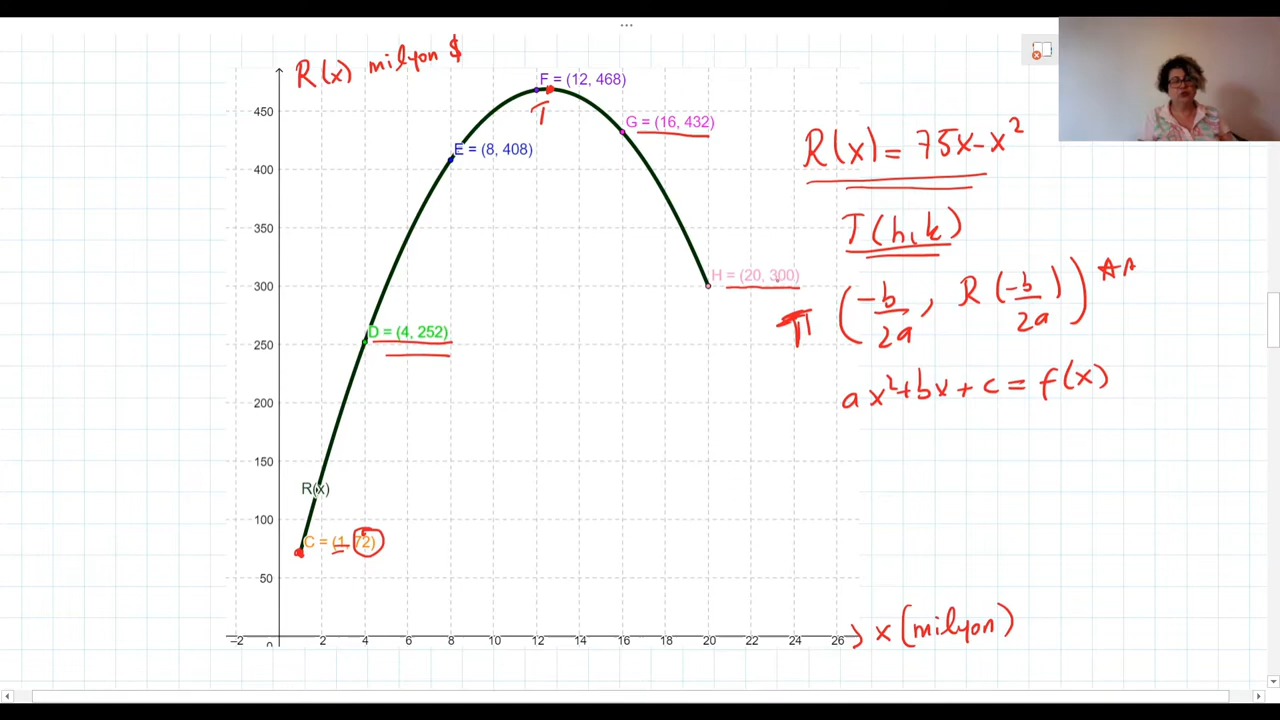 R(x) milyon $
F = (12, 468)
T
450
G = (16, 432)
R(x) = 75x - x²
E = (8, 408)
400
T(h,k)
350
H = (20, 300)
300
T (-b/2a, R(-b/2a)) **
D = (4, 252)
250
ax² + bx + c = f(x)
200
150
R(x)
100
C = (1, 72)
50
x (milyon)
−2 0 2 4 6 8 10 12 14 16 18 20 22 24 26